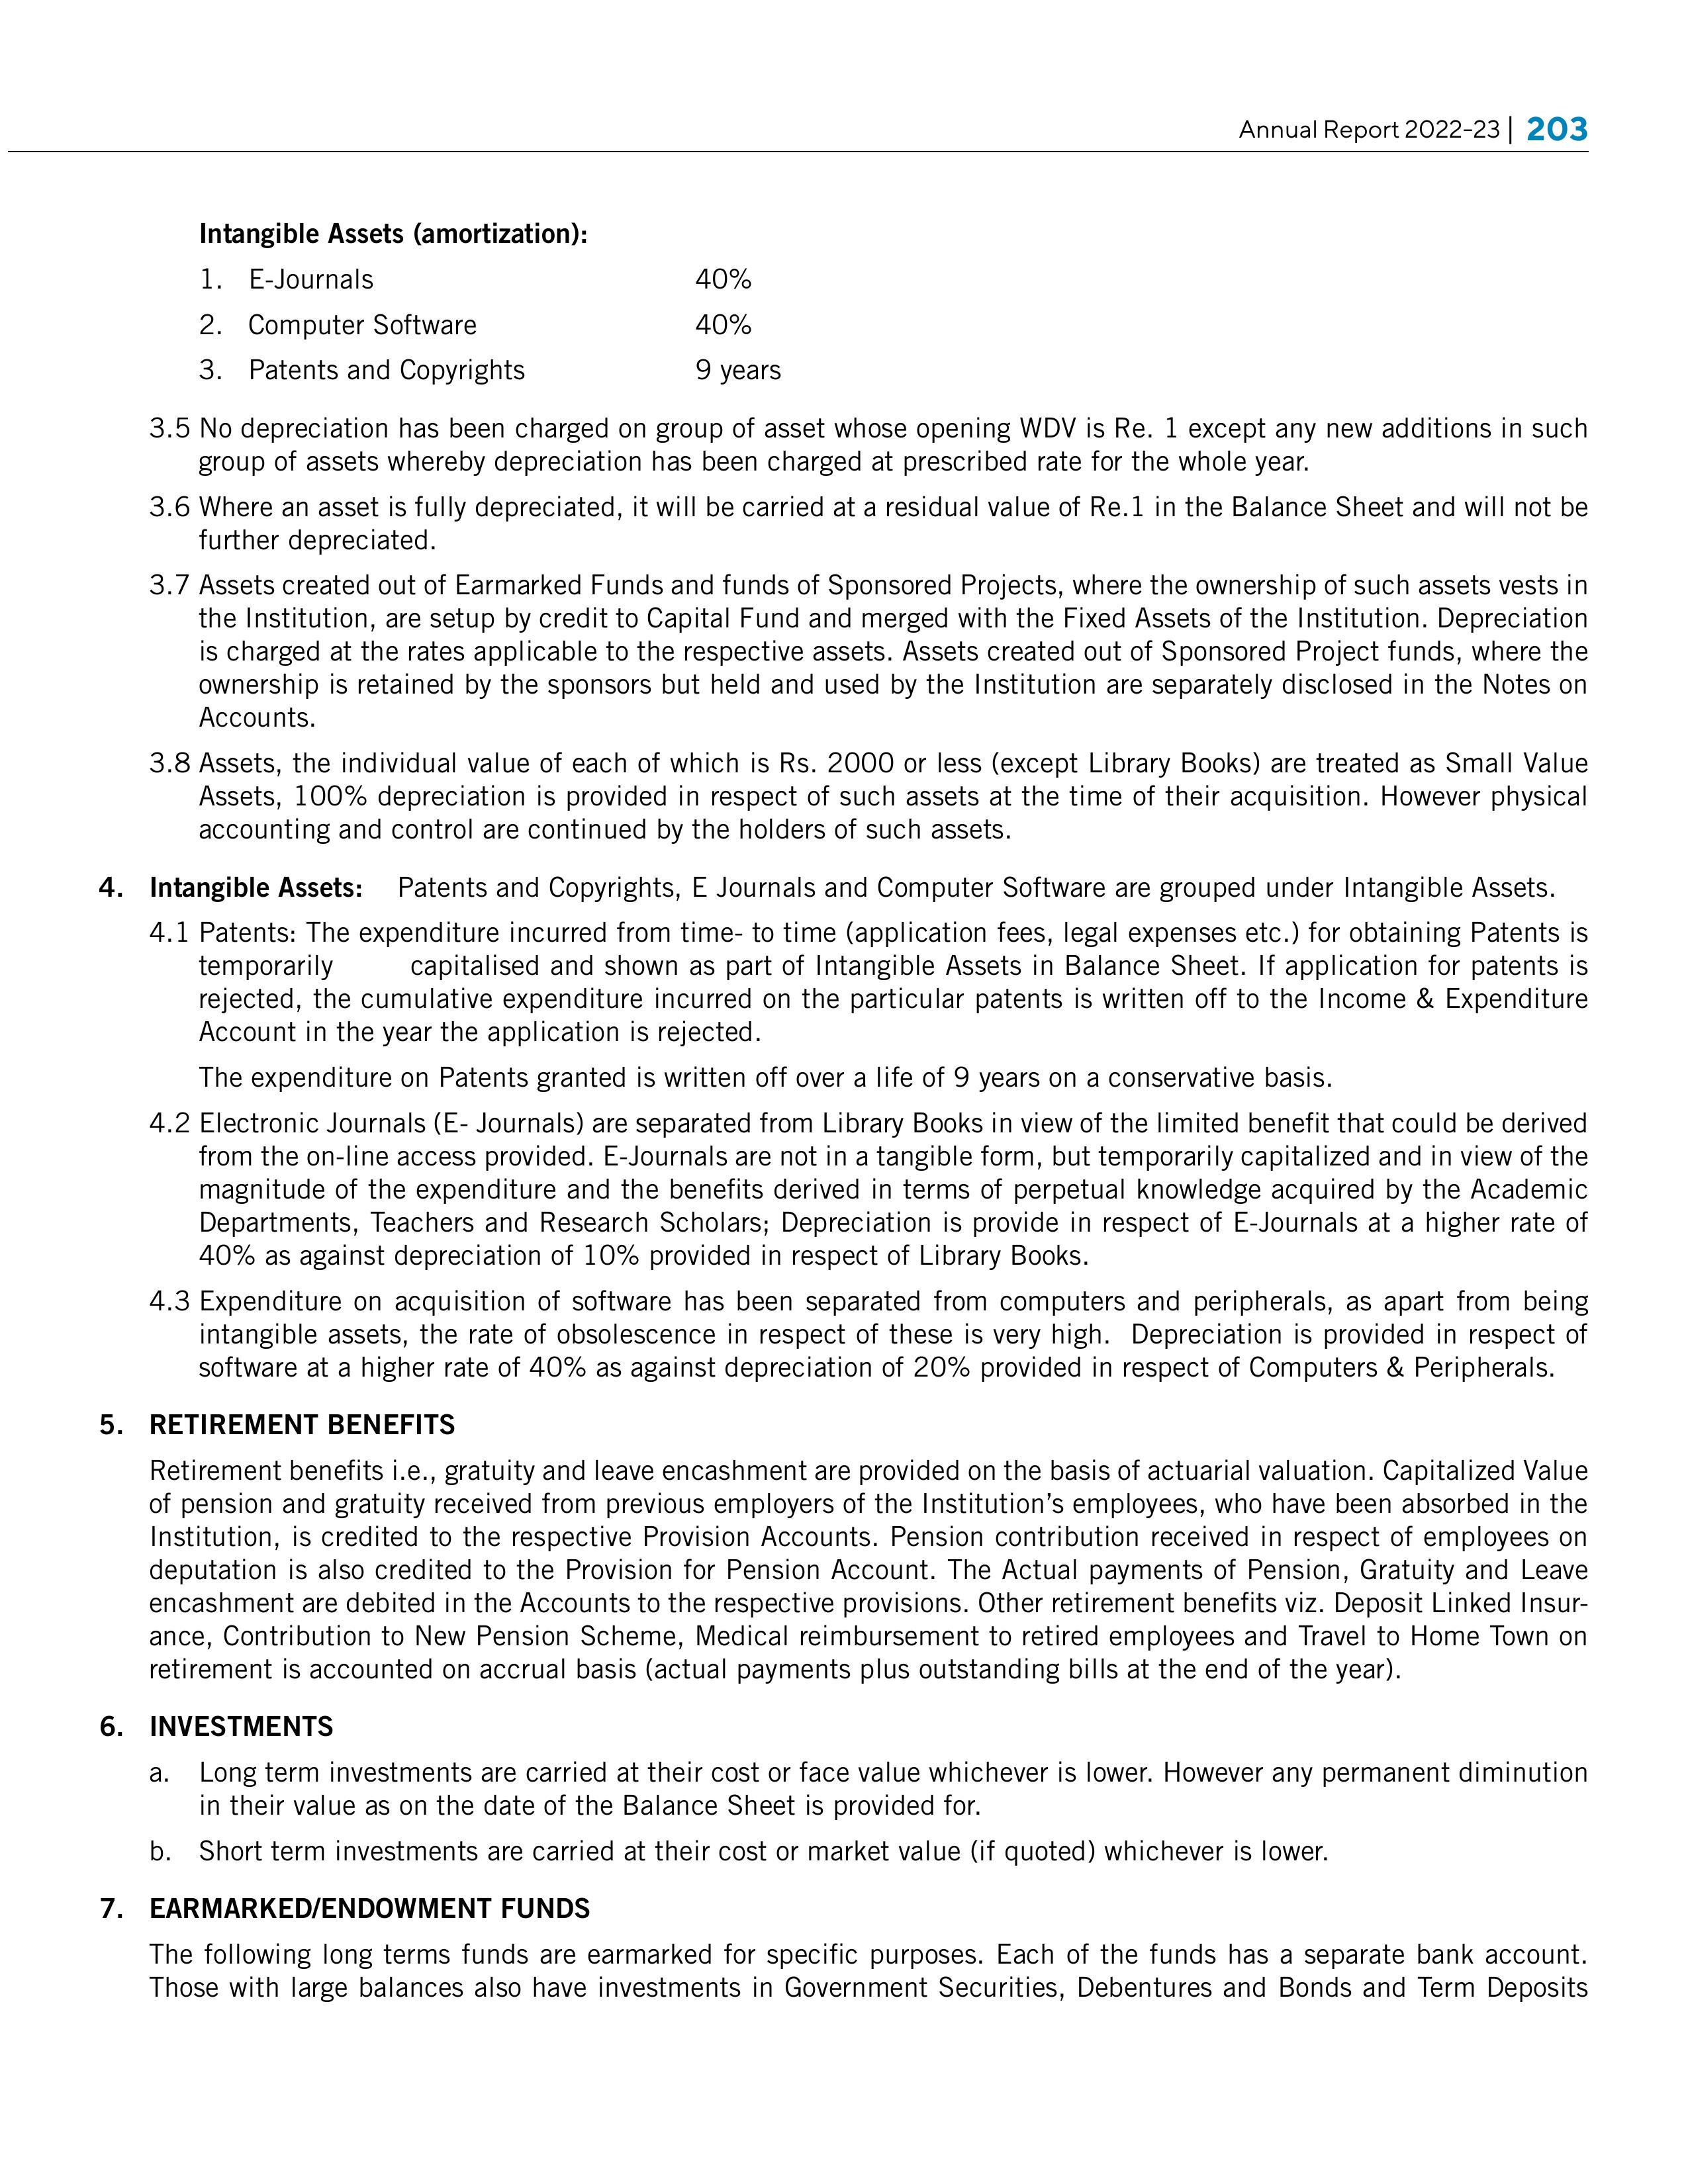 Annual Report 2022-23 | 203
Intangible Assets (amortization):
1. E-Journals 40%
2. Computer Software 40%
3. Patents and Copyrights 9 years
3.5 No depreciation has been charged on group of asset whose opening WDV is Re. 1 except any new additions in such
group of assets whereby depreciation has been charged at prescribed rate for the whole year.
3.6 Where an asset is fully depreciated, it will be carried at a residual value of Re.1 in the Balance Sheet and will not be
further depreciated.
3.7 Assets created out of Earmarked Funds and funds of Sponsored Projects, where the ownership of such assets vests in
the Institution, are setup by credit to Capital Fund and merged with the Fixed Assets of the Institution. Depreciation
is charged at the rates applicable to the respective assets. Assets created out of Sponsored Project funds, where the
ownership is retained by the sponsors but held and used by the Institution are separately disclosed in the Notes on
Accounts.
3.8 Assets, the individual value of each of which is Rs. 2000 or less (except Library Books) are treated as Small Value
Assets, 100% depreciation is provided in respect of such assets at the time of their acquisition. However physical
accounting and control are continued by the holders of such assets.
4. Intangible Assets: Patents and Copyrights, E Journals and Computer Software are grouped under Intangible Assets.
4.1 Patents: The expenditure incurred from time- to time (application fees, legal expenses etc.) for obtaining Patents is
temporarily capitalised and shown as part of Intangible Assets in Balance Sheet. If application for patents is
rejected, the cumulative expenditure incurred on the particular patents is written off to the Income & Expenditure
Account in the year the application is rejected.
The expenditure on Patents granted is written off over a life of 9 years on a conservative basis.
4.2 Electronic Journals (E- Journals) are separated from Library Books in view of the limited benefit that could be derived
from the on-line access provided. E-Journals are not in a tangible form, but temporarily capitalized and in view of the
magnitude of the expenditure and the benefits derived in terms of perpetual knowledge acquired by the Academic
Departments, Teachers and Research Scholars; Depreciation is provide in respect of E-Journals at a higher rate of
40% as against depreciation of 10% provided in respect of Library Books.
4.3 Expenditure on acquisition of software has been separated from computers and peripherals, as apart from being
intangible assets, the rate of obsolescence in respect of these is very high. Depreciation is provided in respect of
software at a higher rate of 40% as against depreciation of 20% provided in respect of Computers & Peripherals.
5. RETIREMENT BENEFITS
Retirement benefits i.e., gratuity and leave encashment are provided on the basis of actuarial valuation. Capitalized Value
of pension and gratuity received from previous employers of the Institution’s employees, who have been absorbed in the
Institution, is credited to the respective Provision Accounts. Pension contribution received in respect of employees on
deputation is also credited to the Provision for Pension Account. The Actual payments of Pension, Gratuity and Leave
encashment are debited in the Accounts to the respective provisions. Other retirement benefits viz. Deposit Linked Insur-
ance, Contribution to New Pension Scheme, Medical reimbursement to retired employees and Travel to Home Town on
retirement is accounted on accrual basis (actual payments plus outstanding bills at the end of the year).
6. INVESTMENTS
a. Long term investments are carried at their cost or face value whichever is lower. However any permanent diminution
in their value as on the date of the Balance Sheet is provided for.
b. Short term investments are carried at their cost or market value (if quoted) whichever is lower.
7. EARMARKED/ENDOWMENT FUNDS
The following long terms funds are earmarked for specific purposes. Each of the funds has a separate bank account.
Those with large balances also have investments in Government Securities, Debentures and Bonds and Term Deposits